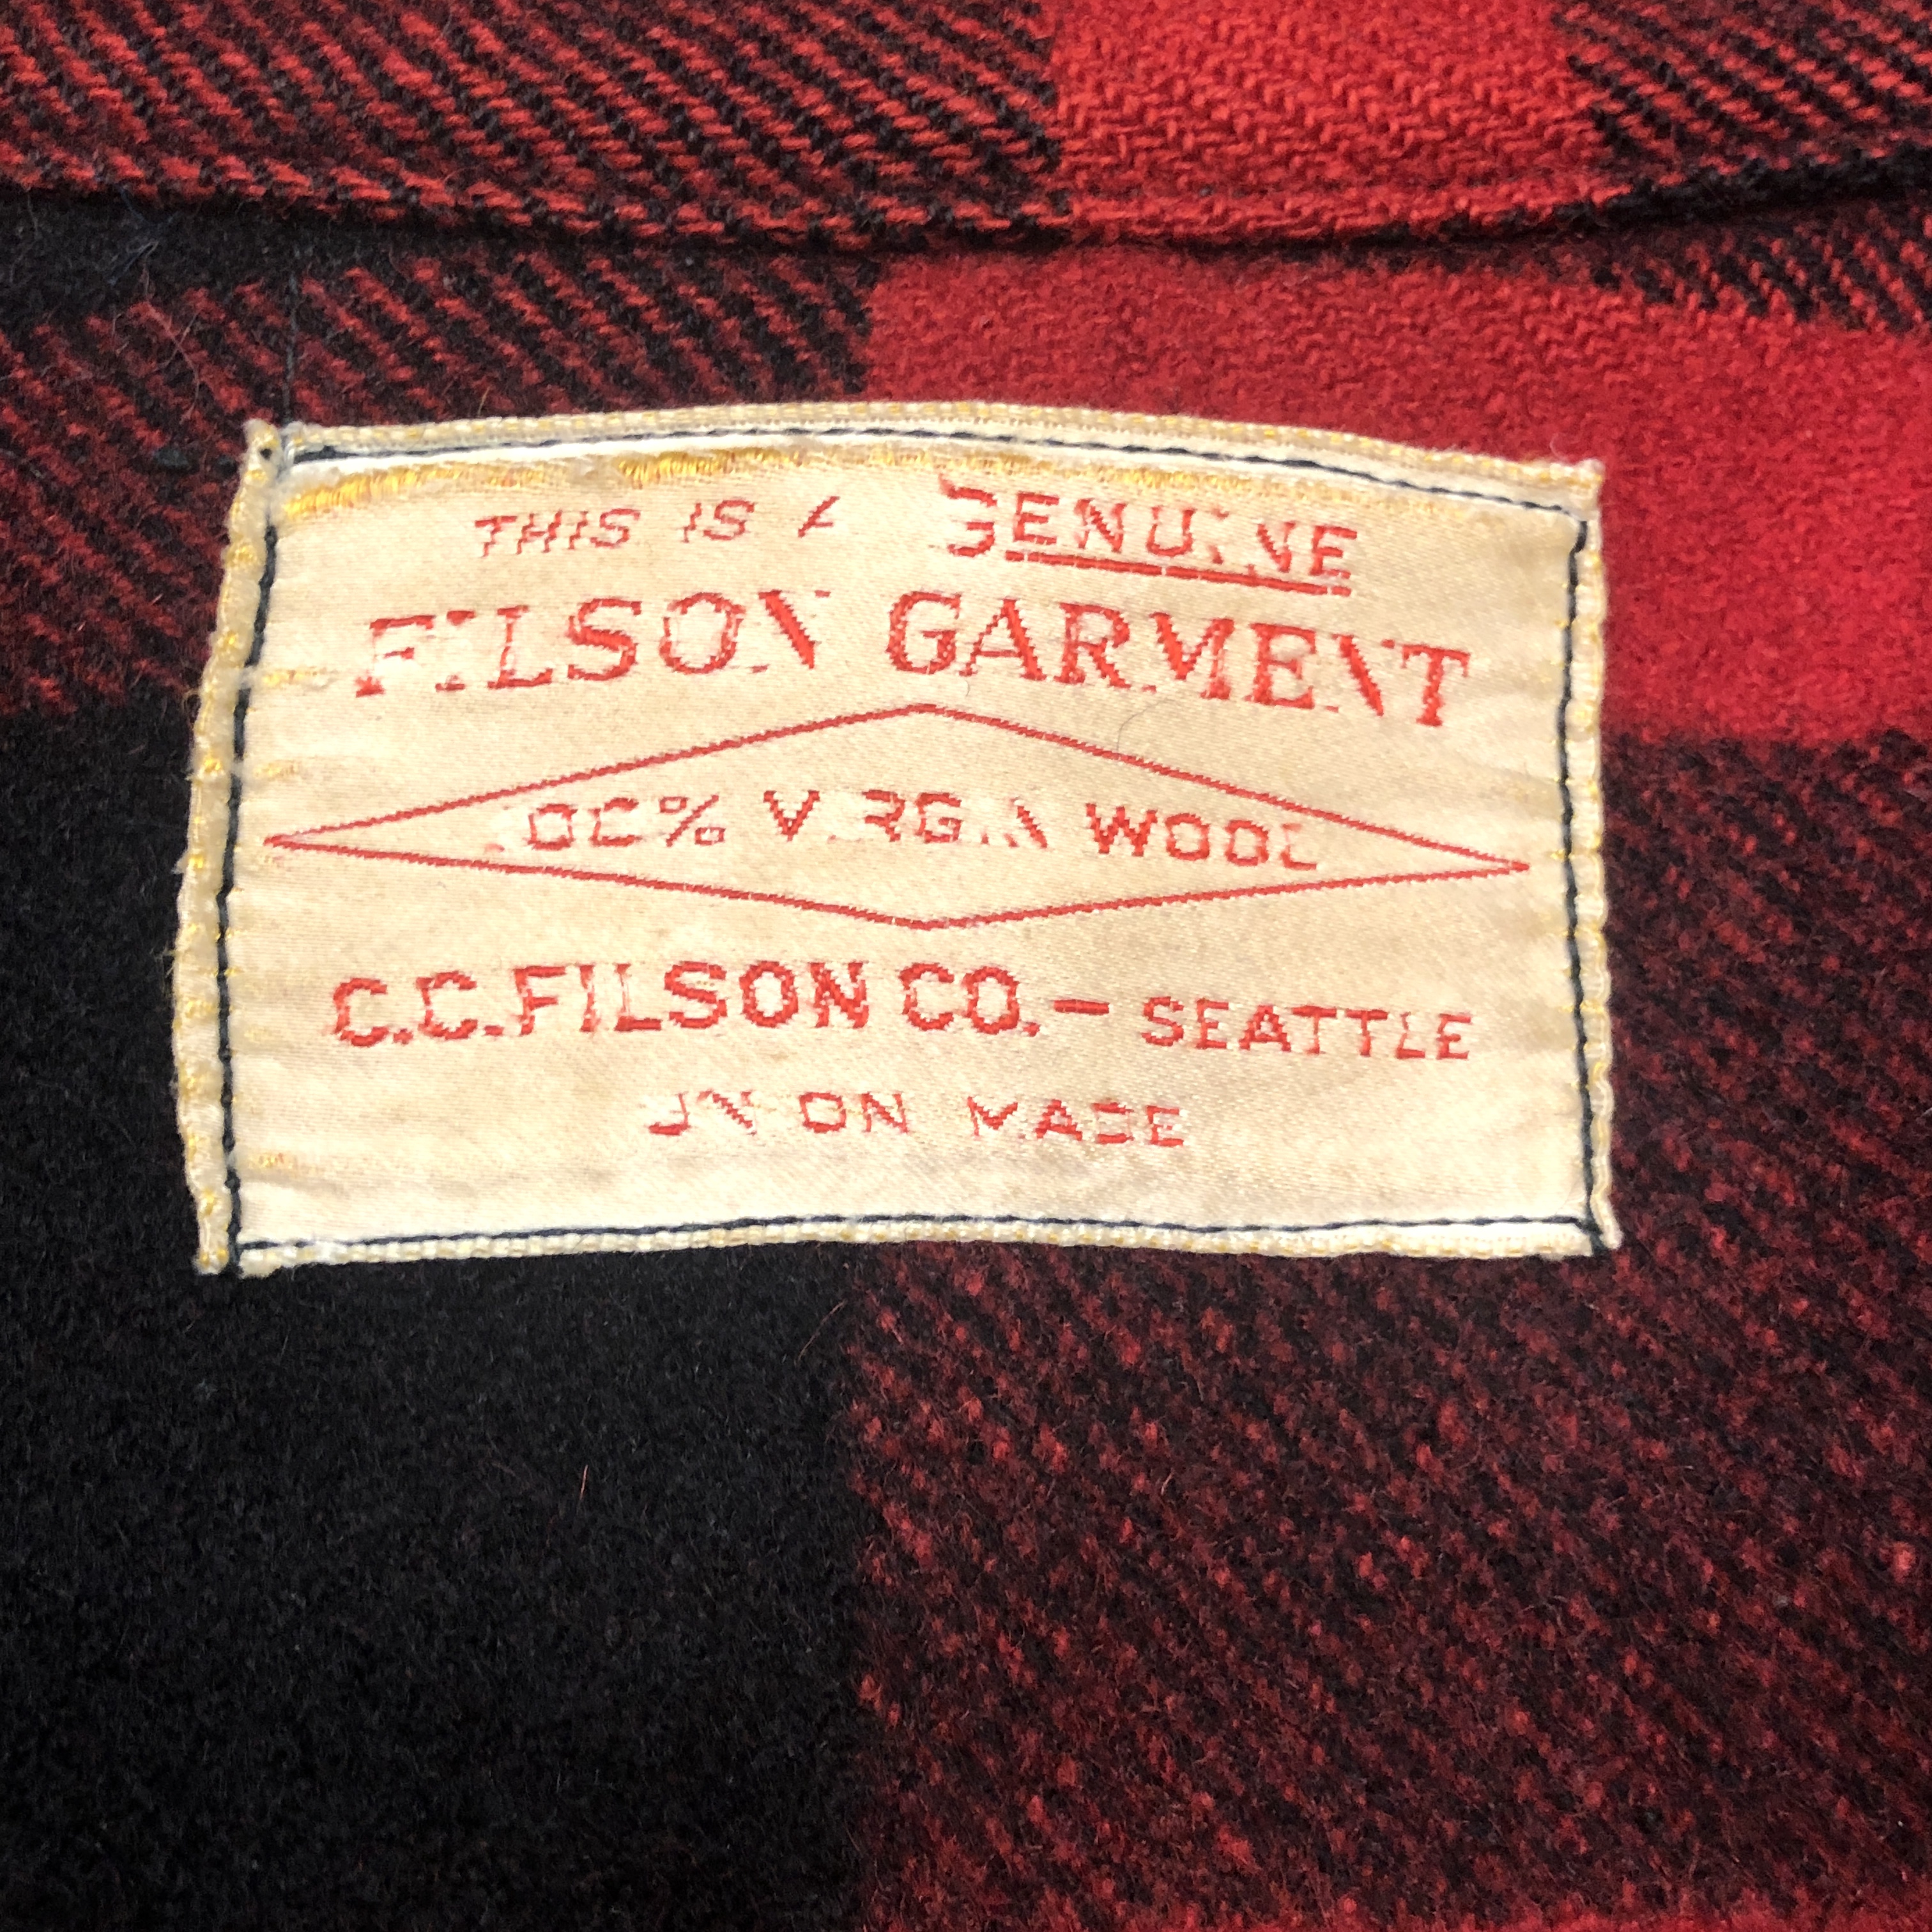 THIS IS A GENUINE
FILSON GARMENT
100% VIRGIN WOOL
C.C.FILSON CO.– SEATTLE
UNION MADE